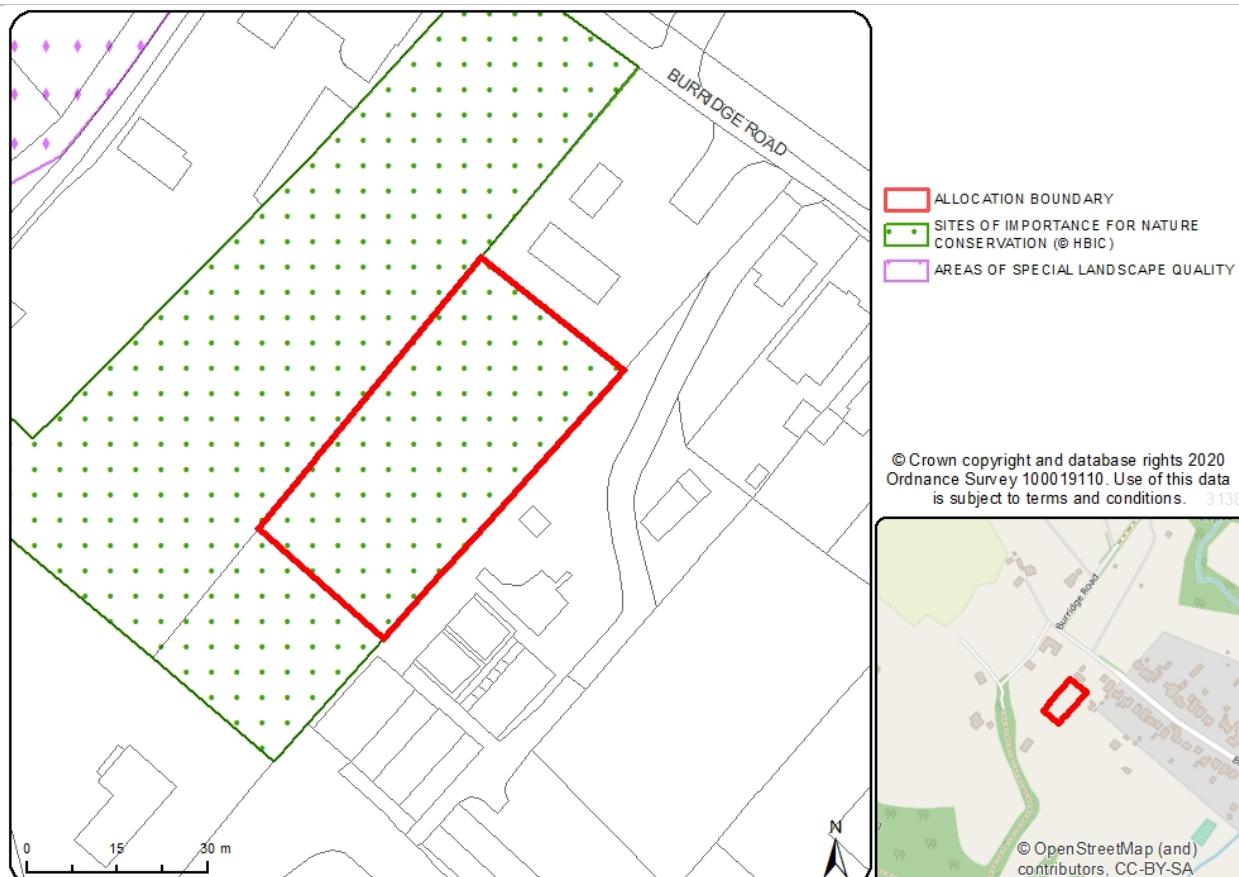 BURRIDGE ROAD
0 15 30 m
N
ALLOCATION BOUNDARY
SITES OF IMPORTANCE FOR NATURE
CONSERVATION (© HBIC)
AREAS OF SPECIAL LANDSCAPE QUALITY
© Crown copyright and database rights 2020
Ordnance Survey 100019110. Use of this data
is subject to terms and conditions.
3138
Burridge Road
B
© OpenStreetMap (and)
contributors, CC-BY-SA